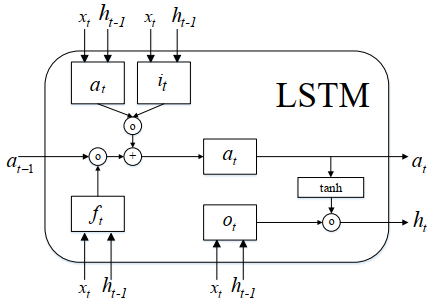 x_t h_{t-1} x_t h_{t-1}
a_t i_t
LSTM
o
a_{t-1} o + a_t a_t
tanh
f_t o_t o h_t
x_t h_{t-1} x_t h_{t-1}